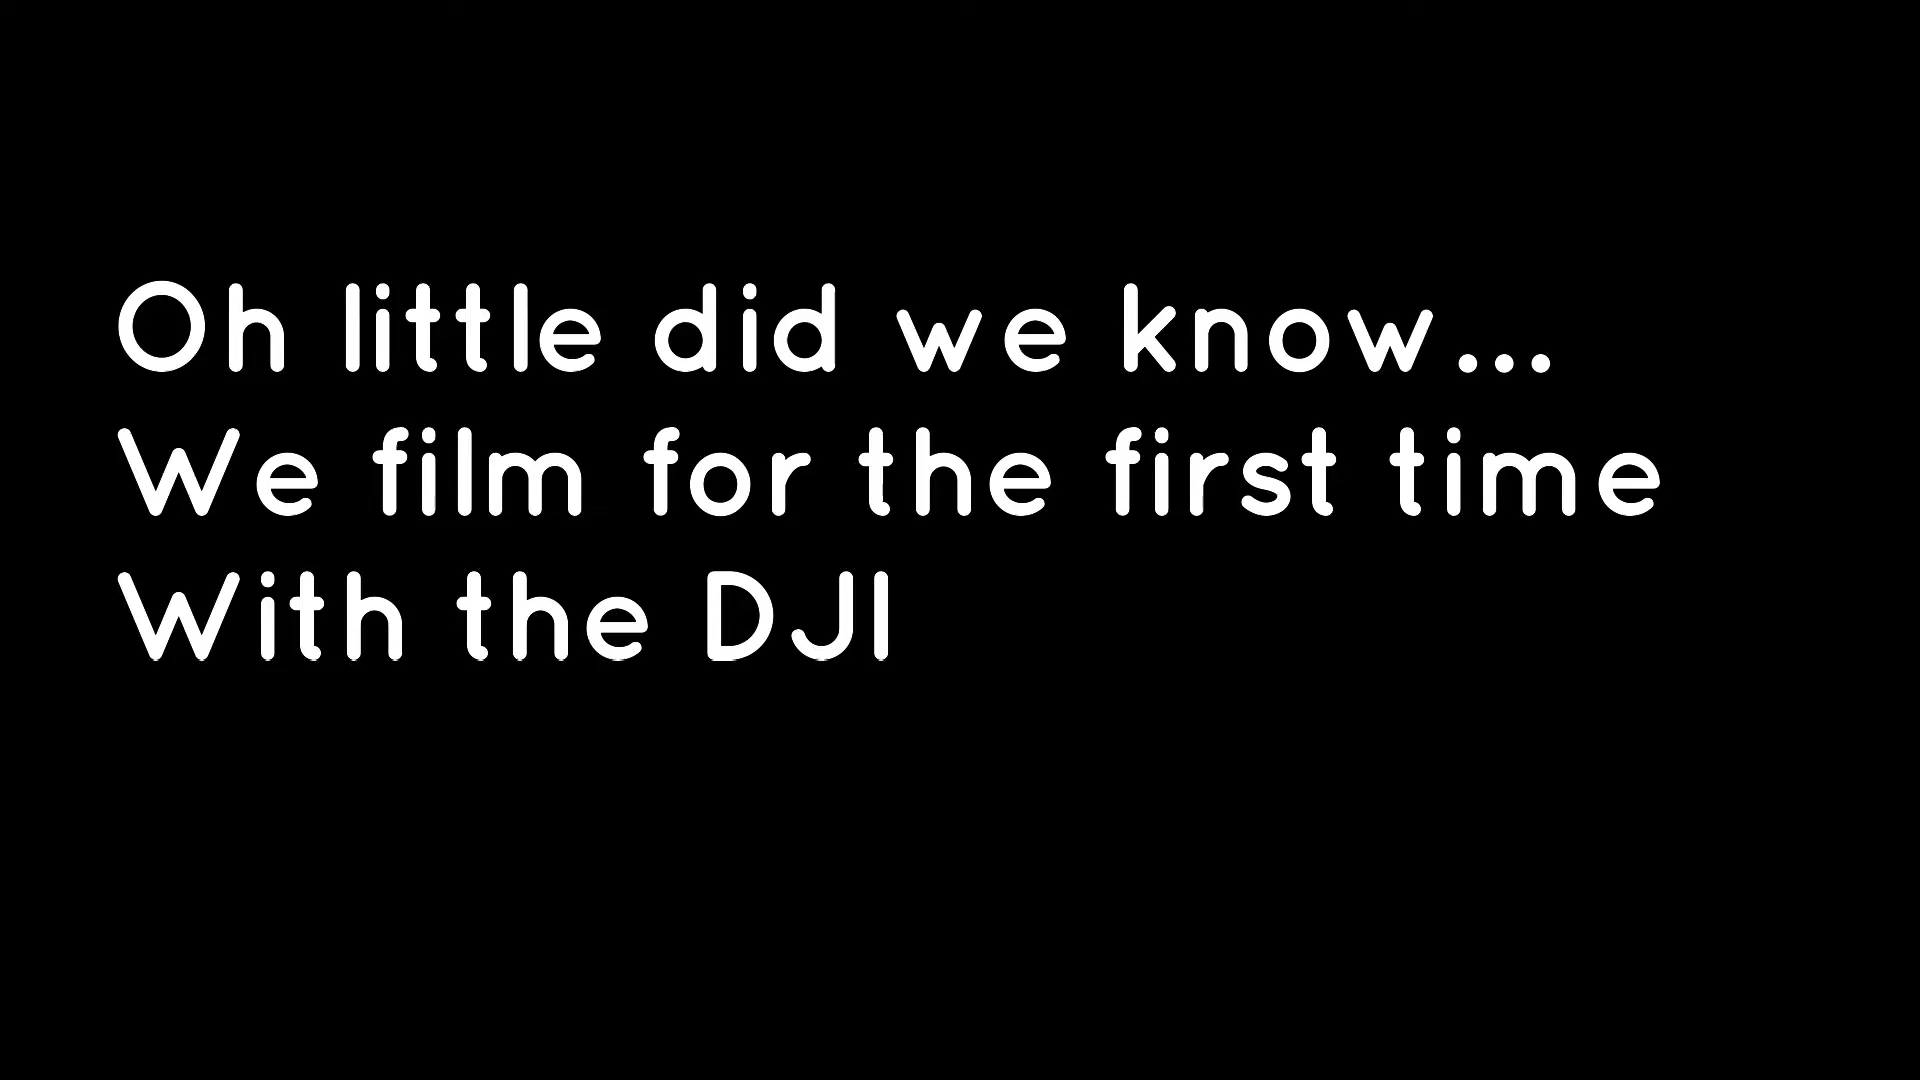 Oh little did we know...
We film for the first time
With the DJI